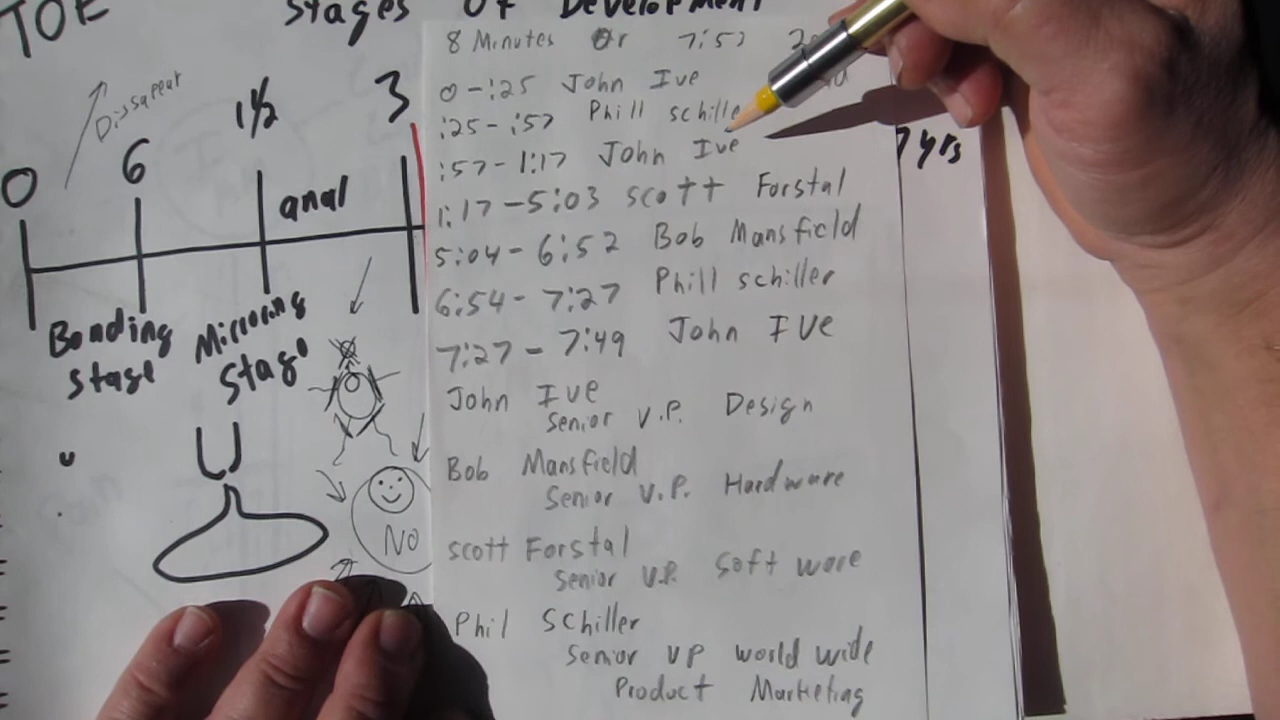 TOE
Stages Of Development
Dissapear
0
6
1½
3
anal
Bonding
Stage
Mirroring
Stage
NO
8 Minutes Or 7:52
0-:25 John Ive
:25-:57 Phill schille
:57-1:17 John Ive
1:17-5:03 scott Forstal
5:04-6:52 Bob Mansfield
6:54-7:27 Phill schiller
7:27-7:49 John IVe
John Ive
Senior V.P. Design
Bob Mansfield
Senior V.P. Hardware
scott Forstal
Senior V.P. Soft ware
Phil Schiller
Senior VP world wide
Product Marketing
7yrs